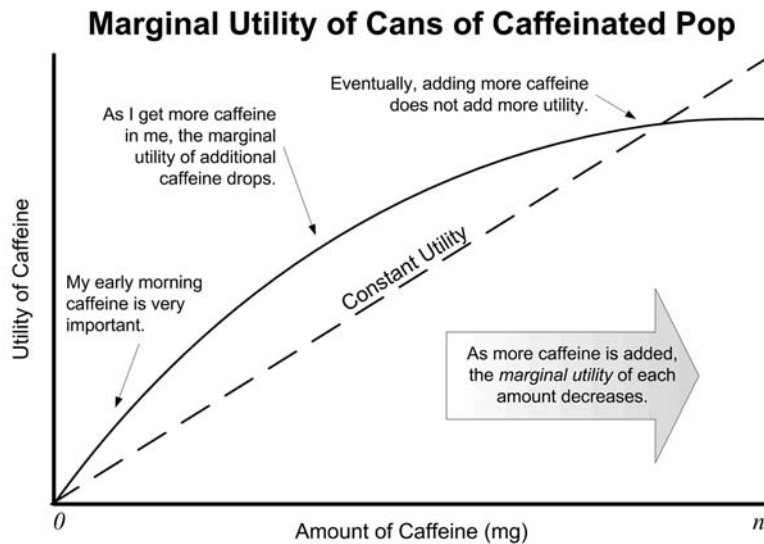 Marginal Utility of Cans of Caffeinated Pop
Eventually, adding more caffeine
does not add more utility.
As I get more caffeine
in me, the marginal
utility of additional
caffeine drops.
My early morning
caffeine is very
important.
Constant Utility
As more caffeine is added,
the marginal utility of each
amount decreases.
Utility of Caffeine
0
Amount of Caffeine (mg)
n